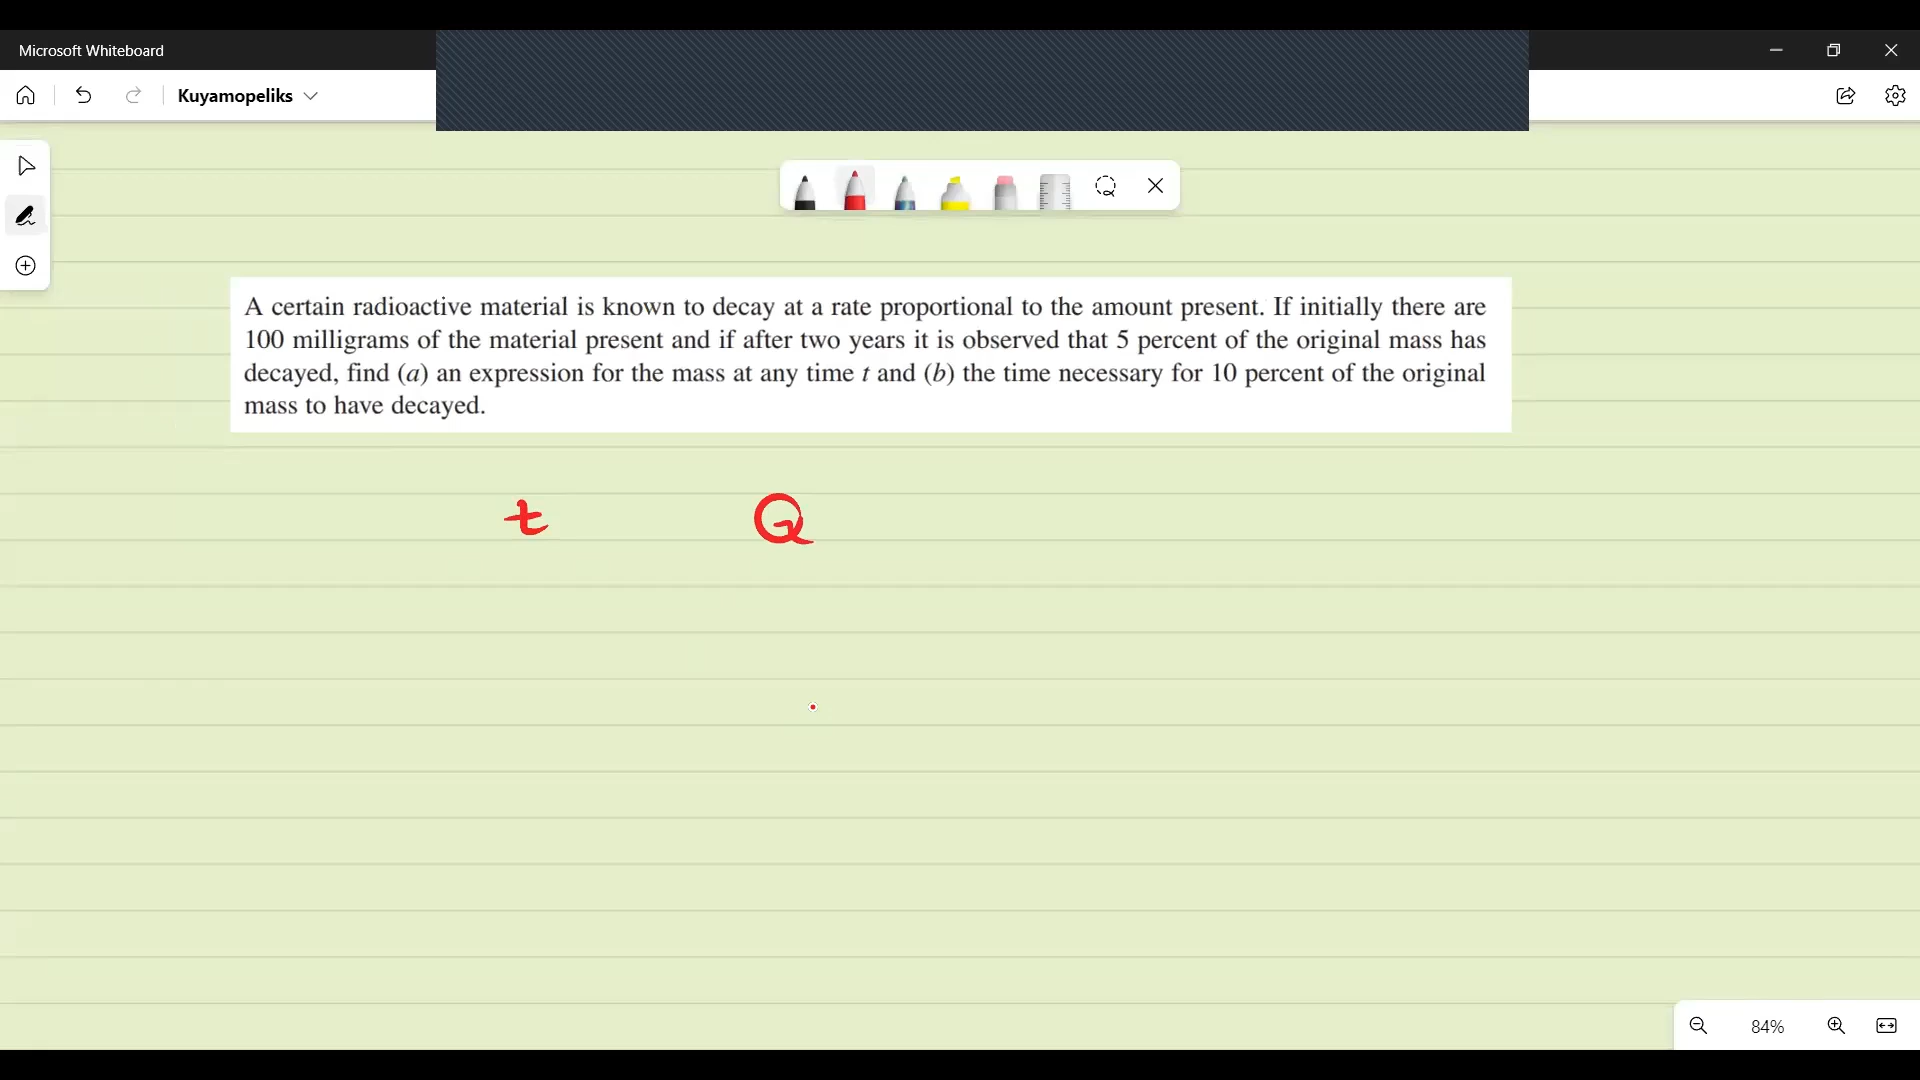 Microsoft Whiteboard
Kuyamopeliks
A certain radioactive material is known to decay at a rate proportional to the amount present. If initially there are
100 milligrams of the material present and if after two years it is observed that 5 percent of the original mass has
decayed, find (a) an expression for the mass at any time t and (b) the time necessary for 10 percent of the original
mass to have decayed.
t Q
84%